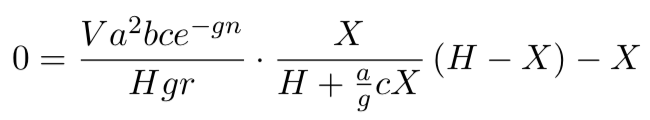 0 = \frac{V a^2 b c e^{-gn}}{H g r} \cdot \frac{X}{H + \frac{a}{g} c X} (H - X) - X